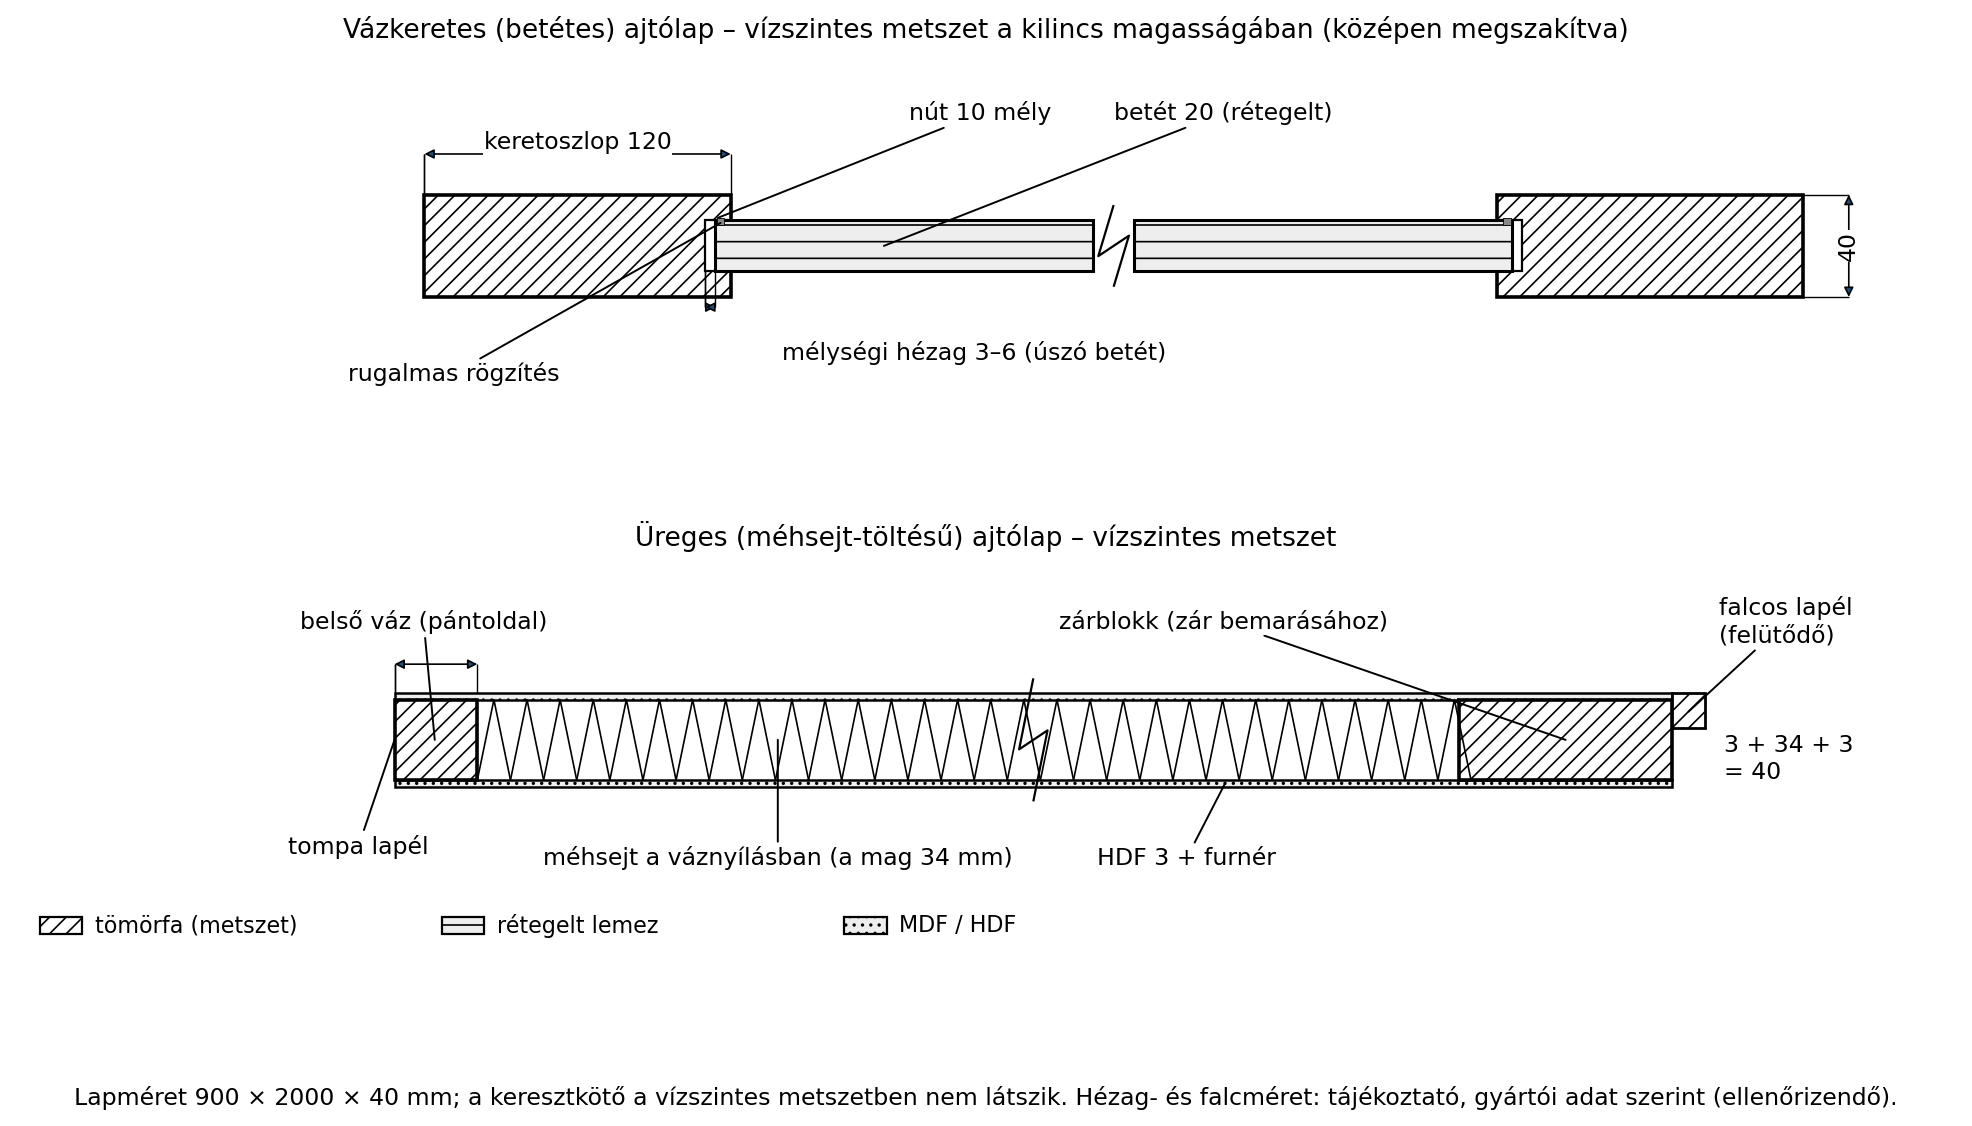 Vázkeretes (betétes) ajtólap – vízszintes metszet a kilincs magasságában (középen megszakítva)
nút 10 mély
betét 20 (rétegelt)
keretoszlop 120
40
mélységi hézag 3–6 (úszó betét)
rugalmas rögzítés
Üreges (méhsejt-töltésű) ajtólap – vízszintes metszet
falcos lapél
(felütődő)
belső váz (pántoldal)
zárblokk (zár bemarásához)
3 + 34 + 3
= 40
tompa lapél
méhsejt a váznyílásban (a mag 34 mm)
HDF 3 + furnér
tömörfa (metszet)
rétegelt lemez
MDF / HDF
Lapméret 900 × 2000 × 40 mm; a keresztkötő a vízszintes metszetben nem látszik. Hézag- és falcméret: tájékoztató, gyártói adat szerint (ellenőrizendő).